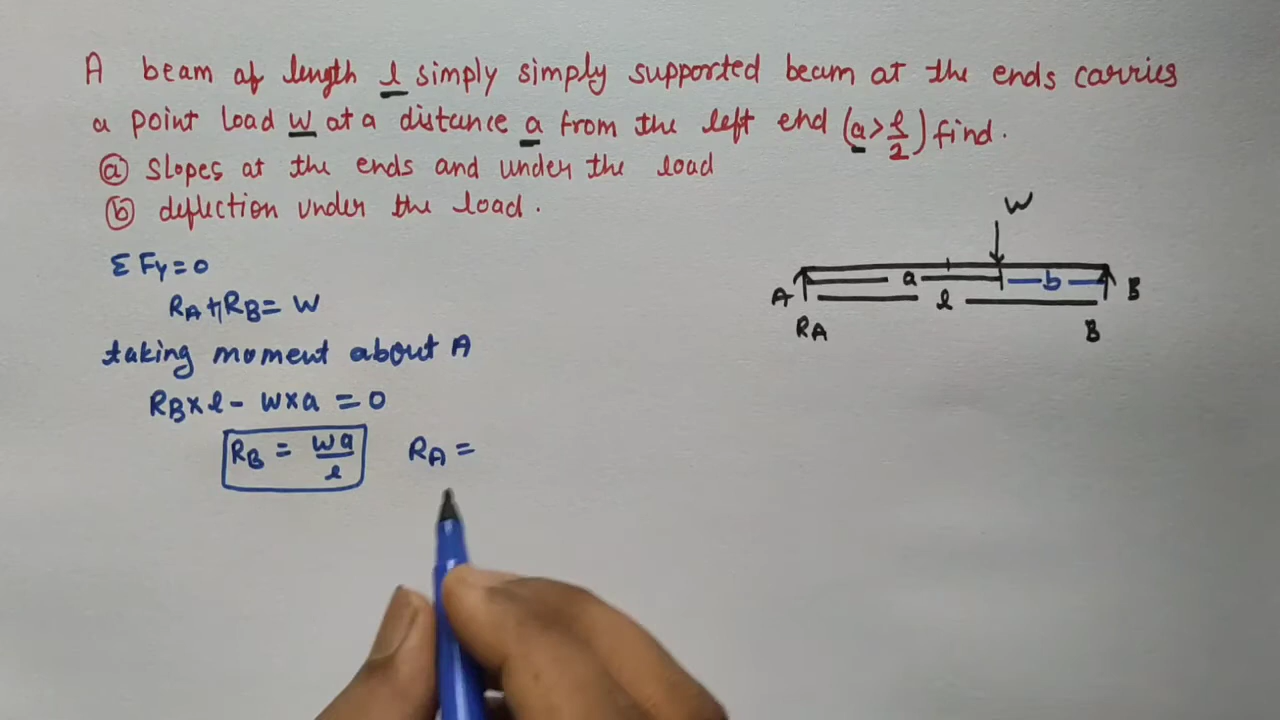 A beam of length l simply simply supported beam at the ends carries
a point load W at a distance a from the left end (a > l/2) find.
(a) slopes at the ends and under the load
(b) deflection under the load.
ΣFy = 0
RA + RB = W
taking moment about A
RB × l - W × a = 0
RB = Wa/l RA =
W
A a b B
l
RA B